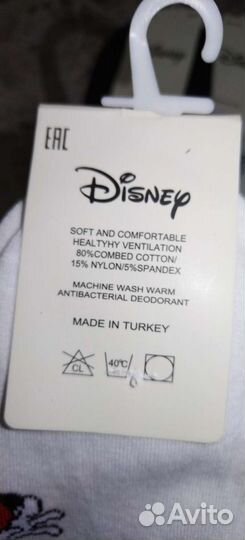 EAC
Disney
SOFT AND COMFORTABLE
HEALTYHY VENTILATION
80%COMBED COTTON/
15% NYLON/5%SPANDEX
MACHINE WASH WARM
ANTIBACTERIAL DEODORANT
MADE IN TURKEY
CL 40°C
Avito